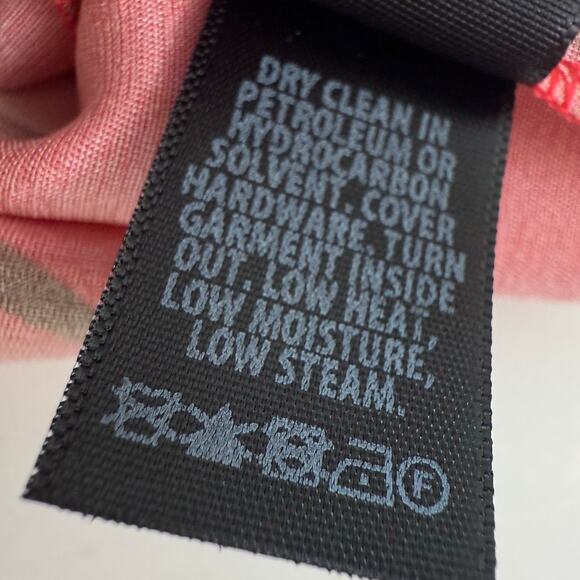 DRY CLEAN IN
PETROLEUM OR
HYDROCARBON
SOLVENT. COVER
HARDWARE. TURN
GARMENT INSIDE
OUT. LOW HEAT,
LOW MOISTURE,
LOW STEAM.
F